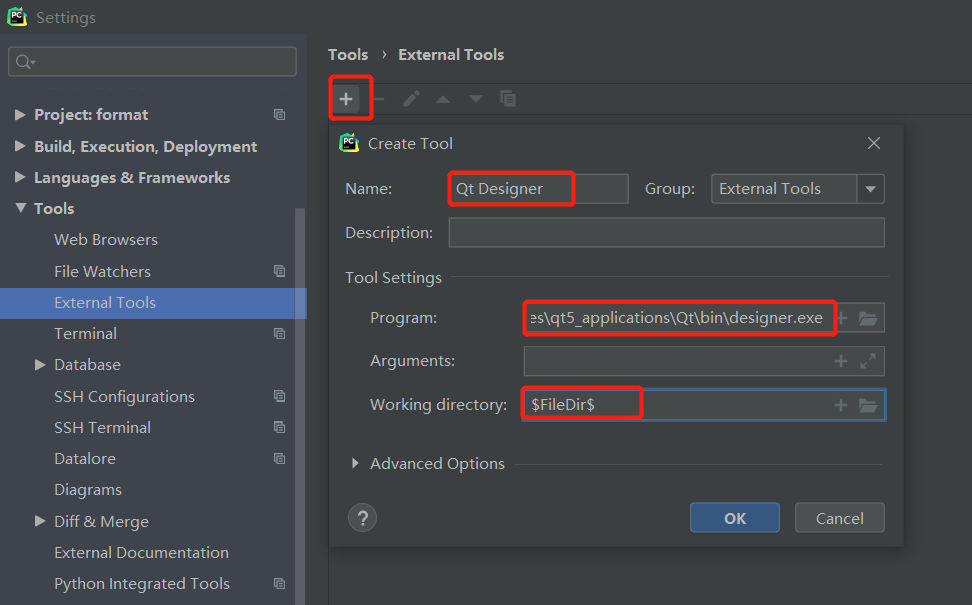 Settings
Project: format
Build, Execution, Deployment
Languages & Frameworks
Tools
Web Browsers
File Watchers
External Tools
Terminal
Database
SSH Configurations
SSH Terminal
Datalore
Diagrams
Diff & Merge
External Documentation
Python Integrated Tools
Tools › External Tools
Create Tool
Name: Qt Designer Group: External Tools
Description:
Tool Settings
Program: es\qt5_applications\Qt\bin\designer.exe
Arguments:
Working directory: $FileDir$
Advanced Options
? OK Cancel